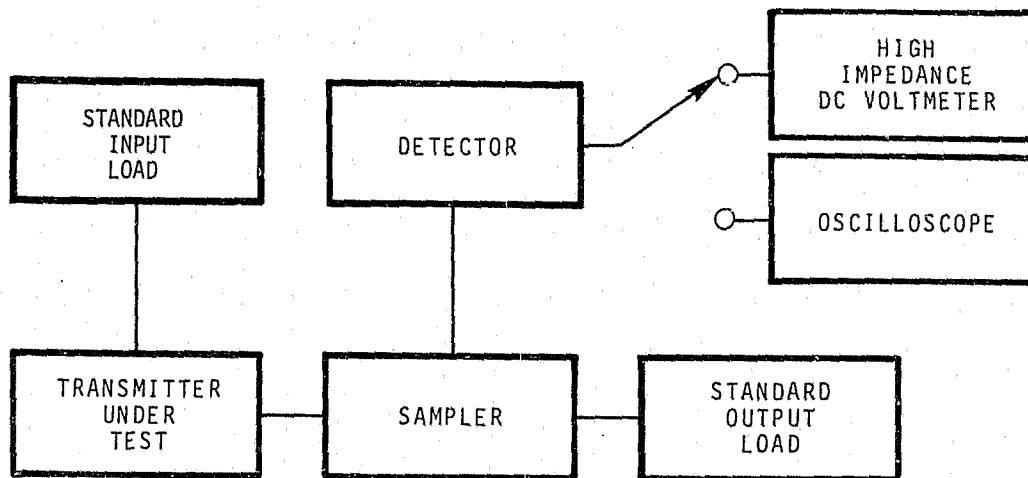 HIGH
IMPEDANCE
DC VOLTMETER
STANDARD
INPUT
LOAD
DETECTOR
OSCILLOSCOPE
TRANSMITTER
UNDER
TEST
SAMPLER
STANDARD
OUTPUT
LOAD